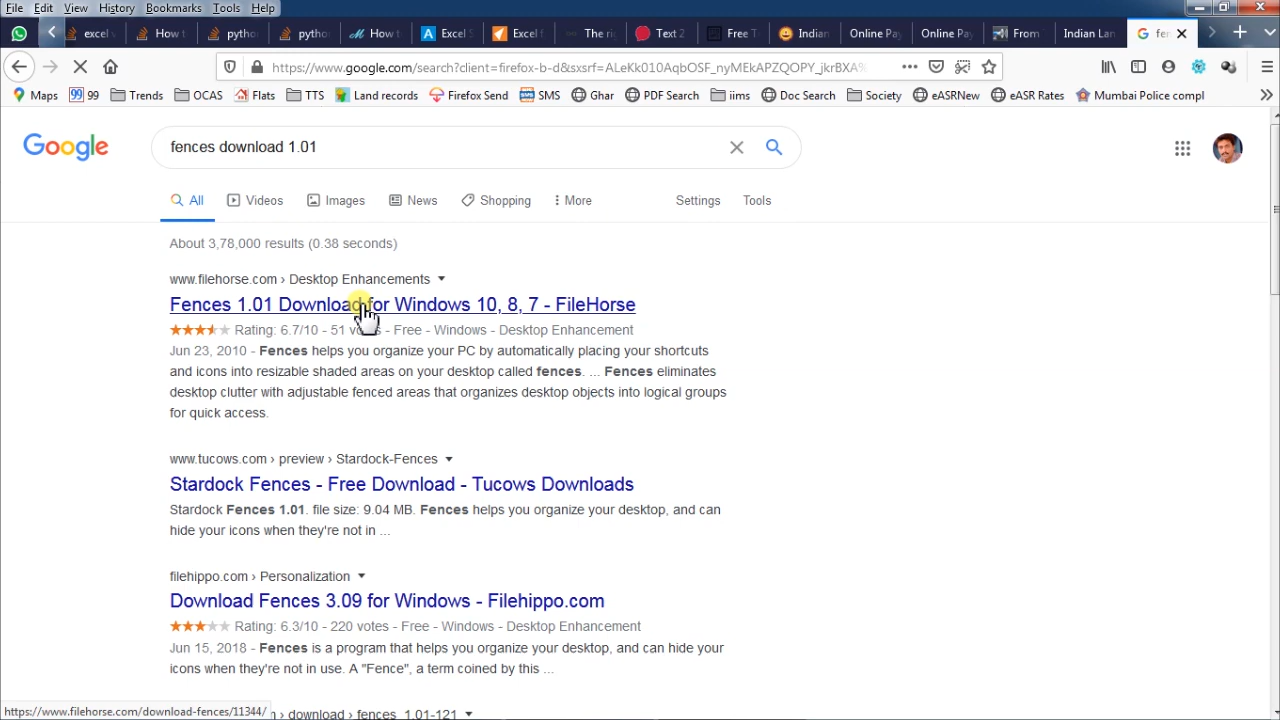 File Edit View History Bookmarks Tools Help
excel v How t pytho pytho How t Excel S Excel f The ri Text 2 Free T Indian Online Pay Online Pay From Indian Lan fen
https://www.google.com/search?client=firefox-b-d&sxsrf=ALeKk010AqbOSF_nyMEkAPZQOPY_jkrBXA%
Maps 99 99 Trends OCAS Flats TTS Land records Firefox Send SMS SMS Ghar PDF Search iims Doc Search Society eASRNew eASR Rates Mumbai Police compl
Google fences download 1.01
All Videos Images News Shopping More Settings Tools
About 3,78,000 results (0.38 seconds)
www.filehorse.com › Desktop Enhancements
Fences 1.01 Download for Windows 10, 8, 7 - FileHorse
Rating: 6.7/10 - 51 votes - Free - Windows - Desktop Enhancement
Jun 23, 2010 - Fences helps you organize your PC by automatically placing your shortcuts
and icons into resizable shaded areas on your desktop called fences. ... Fences eliminates
desktop clutter with adjustable fenced areas that organizes desktop objects into logical groups
for quick access.
www.tucows.com › preview › Stardock-Fences
Stardock Fences - Free Download - Tucows Downloads
Stardock Fences 1.01. file size: 9.04 MB. Fences helps you organize your desktop, and can
hide your icons when they're not in ...
filehippo.com › Personalization
Download Fences 3.09 for Windows - Filehippo.com
Rating: 6.3/10 - 220 votes - Free - Windows - Desktop Enhancement
Jun 15, 2018 - Fences is a program that helps you organize your desktop, and can hide your
icons when they're not in use. A "Fence", a term coined by this ...
› download › fences_1.01-121
https://www.filehorse.com/download-fences/11344/